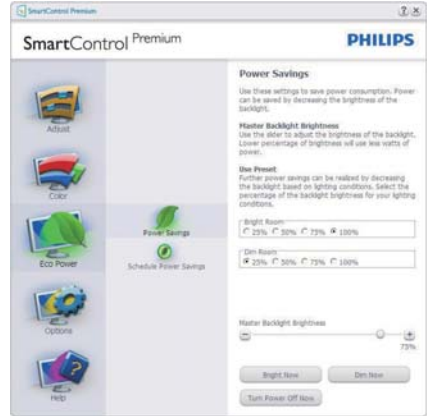 SmartControl Premium
SmartControl Premium
PHILIPS
Adjust
Color
Eco Power
Options
Help
Power Savings
Schedule Power Savings
Power Savings
Use these settings to save power consumption. Power
can be saved by decreasing the brightness of the
backlight.
Master Backlight Brightness
Use the slider to adjust the brightness of the backlight.
Lower percentage of brightness will use less watts of
power.
Use Preset
Further power savings can be realized by decreasing
the backlight based on lighting conditions. Select the
percentage of the backlight brightness for your lighting
conditions.
Bright Room
25% 50% 75% 100%
Dim Room
25% 50% 75% 100%
Master Backlight Brightness
75%
Bright Now Dim Now
Turn Power Off Now